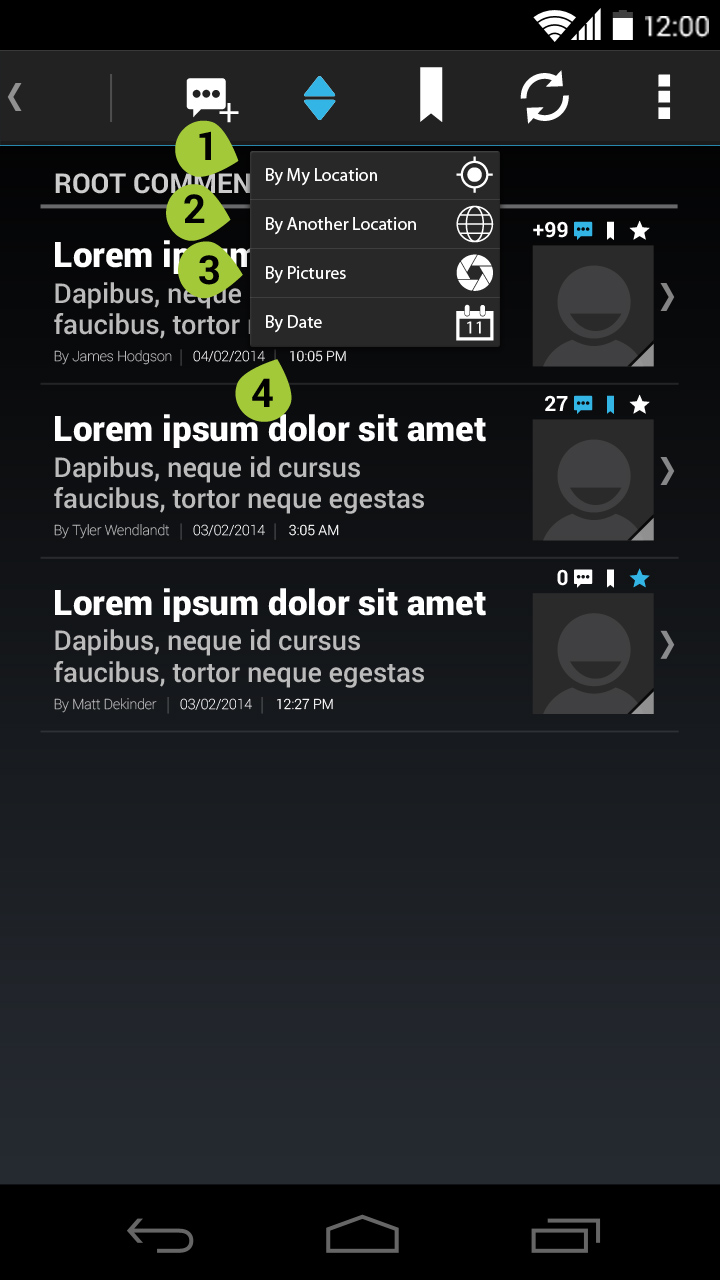 12:00
1
By My Location
ROOT COMMEN
2
By Another Location
+99
Lorem ip
3
By Pictures
Dapibus, neque
By Date
11
faucibus, tortor
By James Hodgson | 04/02/2014 | 10:05 PM
4
27
Lorem ipsum dolor sit amet
Dapibus, neque id cursus
faucibus, tortor neque egestas
By Tyler Wendlandt | 03/02/2014 | 3:05 AM
0
Lorem ipsum dolor sit amet
Dapibus, neque id cursus
faucibus, tortor neque egestas
By Matt Dekinder | 03/02/2014 | 12:27 PM